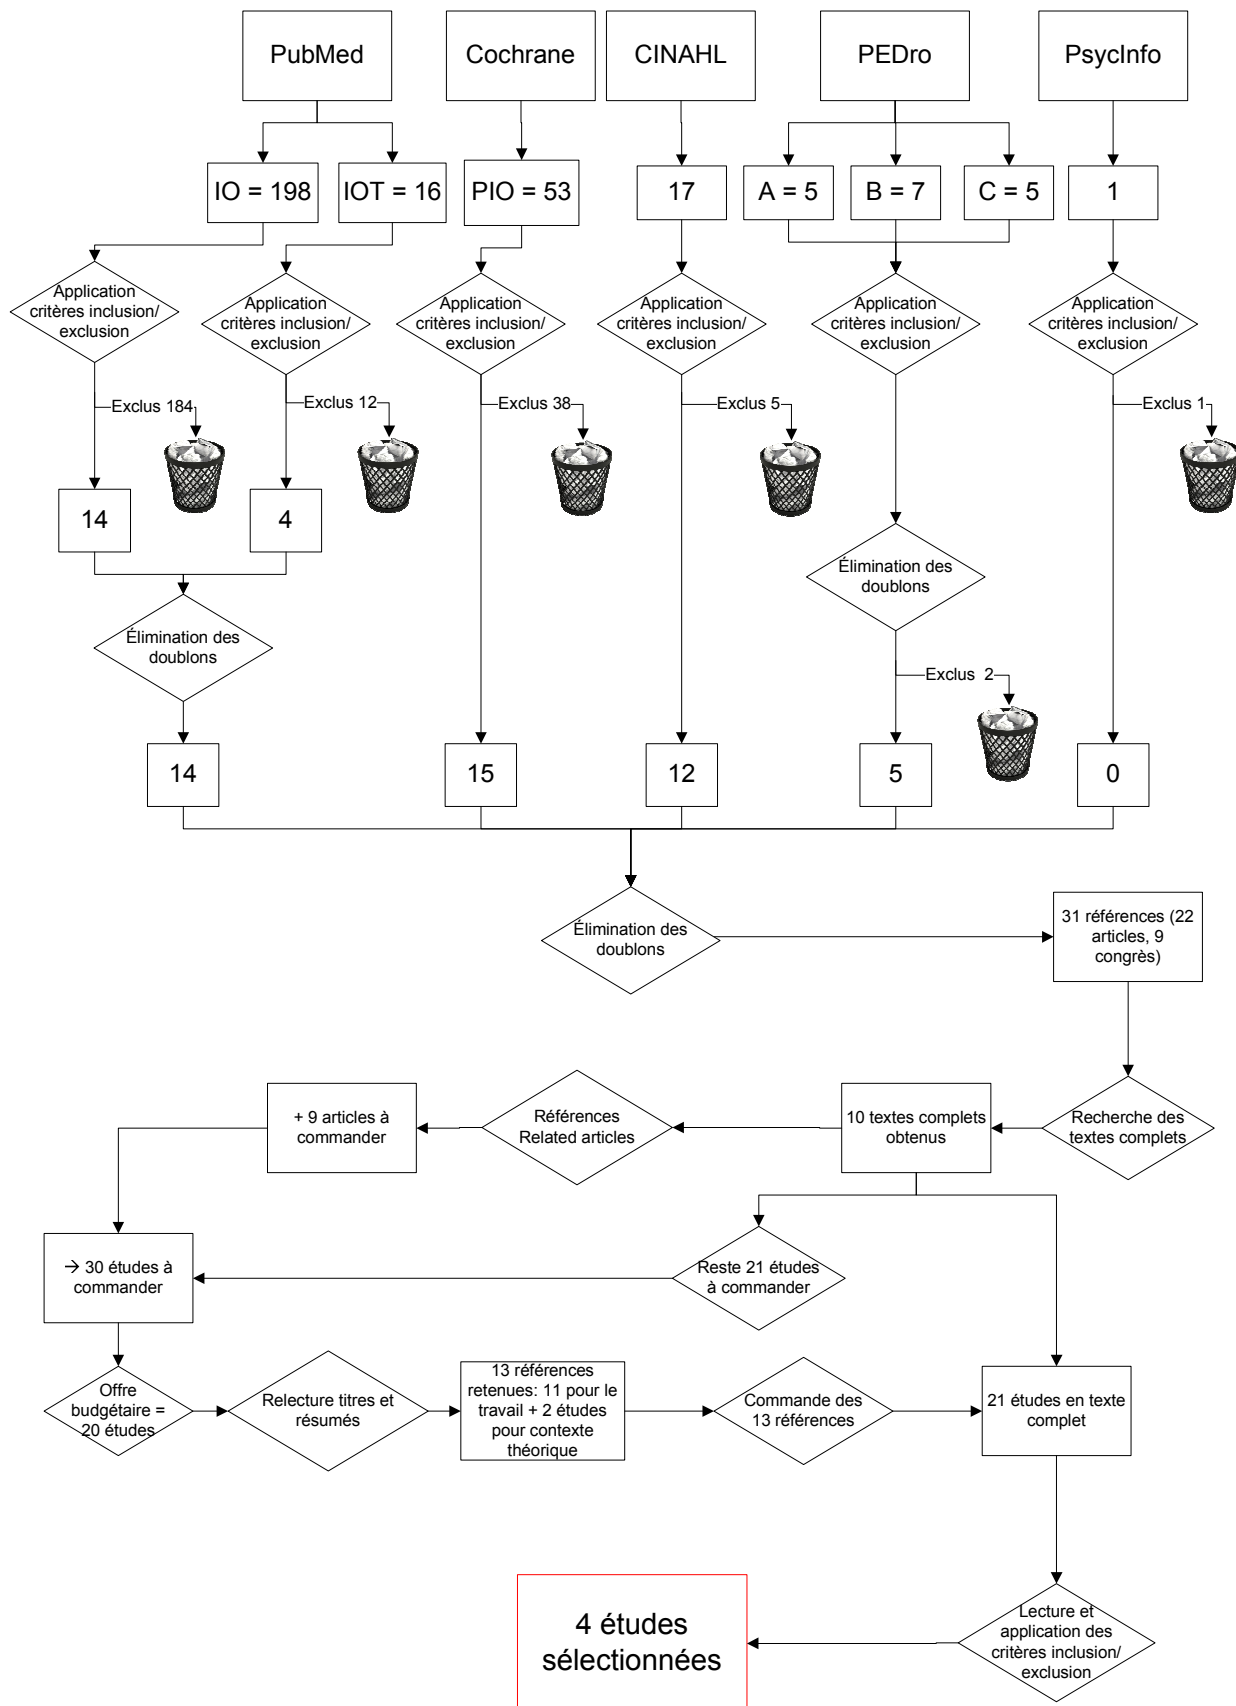 PubMed
Cochrane
CINAHL
PEDro
PsycInfo
IO = 198
IOT = 16
PIO = 53
17
A = 5
B = 7
C = 5
1
Application
critères inclusion/
exclusion
Application
critères inclusion/
exclusion
Application
critères inclusion/
exclusion
Application
critères inclusion/
exclusion
Application
critères inclusion/
exclusion
Application
critères inclusion/
exclusion
Exclus 184
Exclus 12
Exclus 38
Exclus 5
Exclus 1
14
4
Élimination des
doublons
Élimination des
doublons
Exclus 2
14
15
12
5
0
Élimination des
doublons
31 références (22
articles, 9
congrès)
+ 9 articles à
commander
Références
Related articles
10 textes complets
obtenus
Recherche des
textes complets
→ 30 études à
commander
Reste 21 études
à commander
Offre
budgétaire =
20 études
Relecture titres et
résumés
13 références
retenues: 11 pour le
travail + 2 études
pour contexte
théorique
Commande des
13 références
21 études en texte
complet
4 études
sélectionnées
Lecture et
application des
critères inclusion/
exclusion